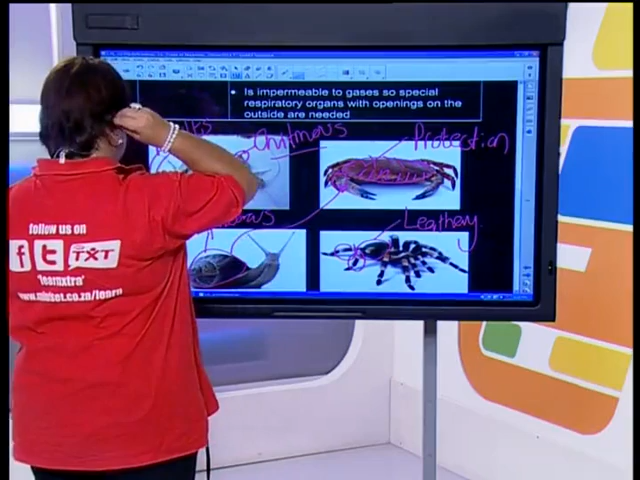 Is impermeable to gases so special
respiratory organs with openings on the
outside are needed
Chitinous
Protection
Leathery
follow us on
f t TXT
"learnxtra"
www.mindset.co.za/learn